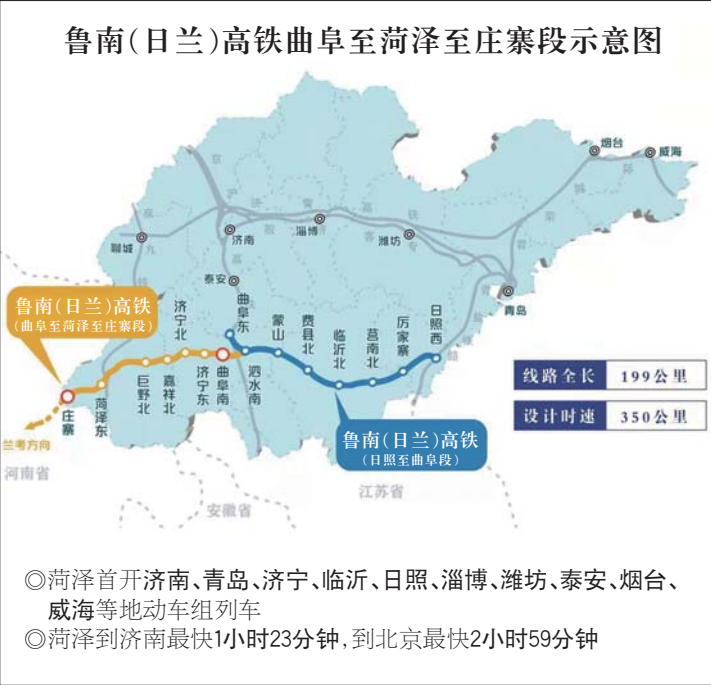 鲁南(日兰)高铁曲阜至菏泽至庄寨段示意图
烟台
威海
聊城
济南
淄博
潍坊
泰安
青岛
鲁南(日兰)高铁
(曲阜至菏泽至庄寨段)
庄寨
菏泽东
巨野北
嘉祥北
济宁北
济宁东
曲阜南
曲阜东
泗水南
蒙山
费县北
临沂北
莒南北
厉家寨
日照西
线路全长 199公里
设计时速 350公里
鲁南(日兰)高铁
(日照至曲阜段)
兰考方向
河南省
安徽省
江苏省
◎菏泽首开济南、青岛、济宁、临沂、日照、淄博、潍坊、泰安、烟台、
威海等地动车组列车
◎菏泽到济南最快1小时23分钟,到北京最快2小时59分钟